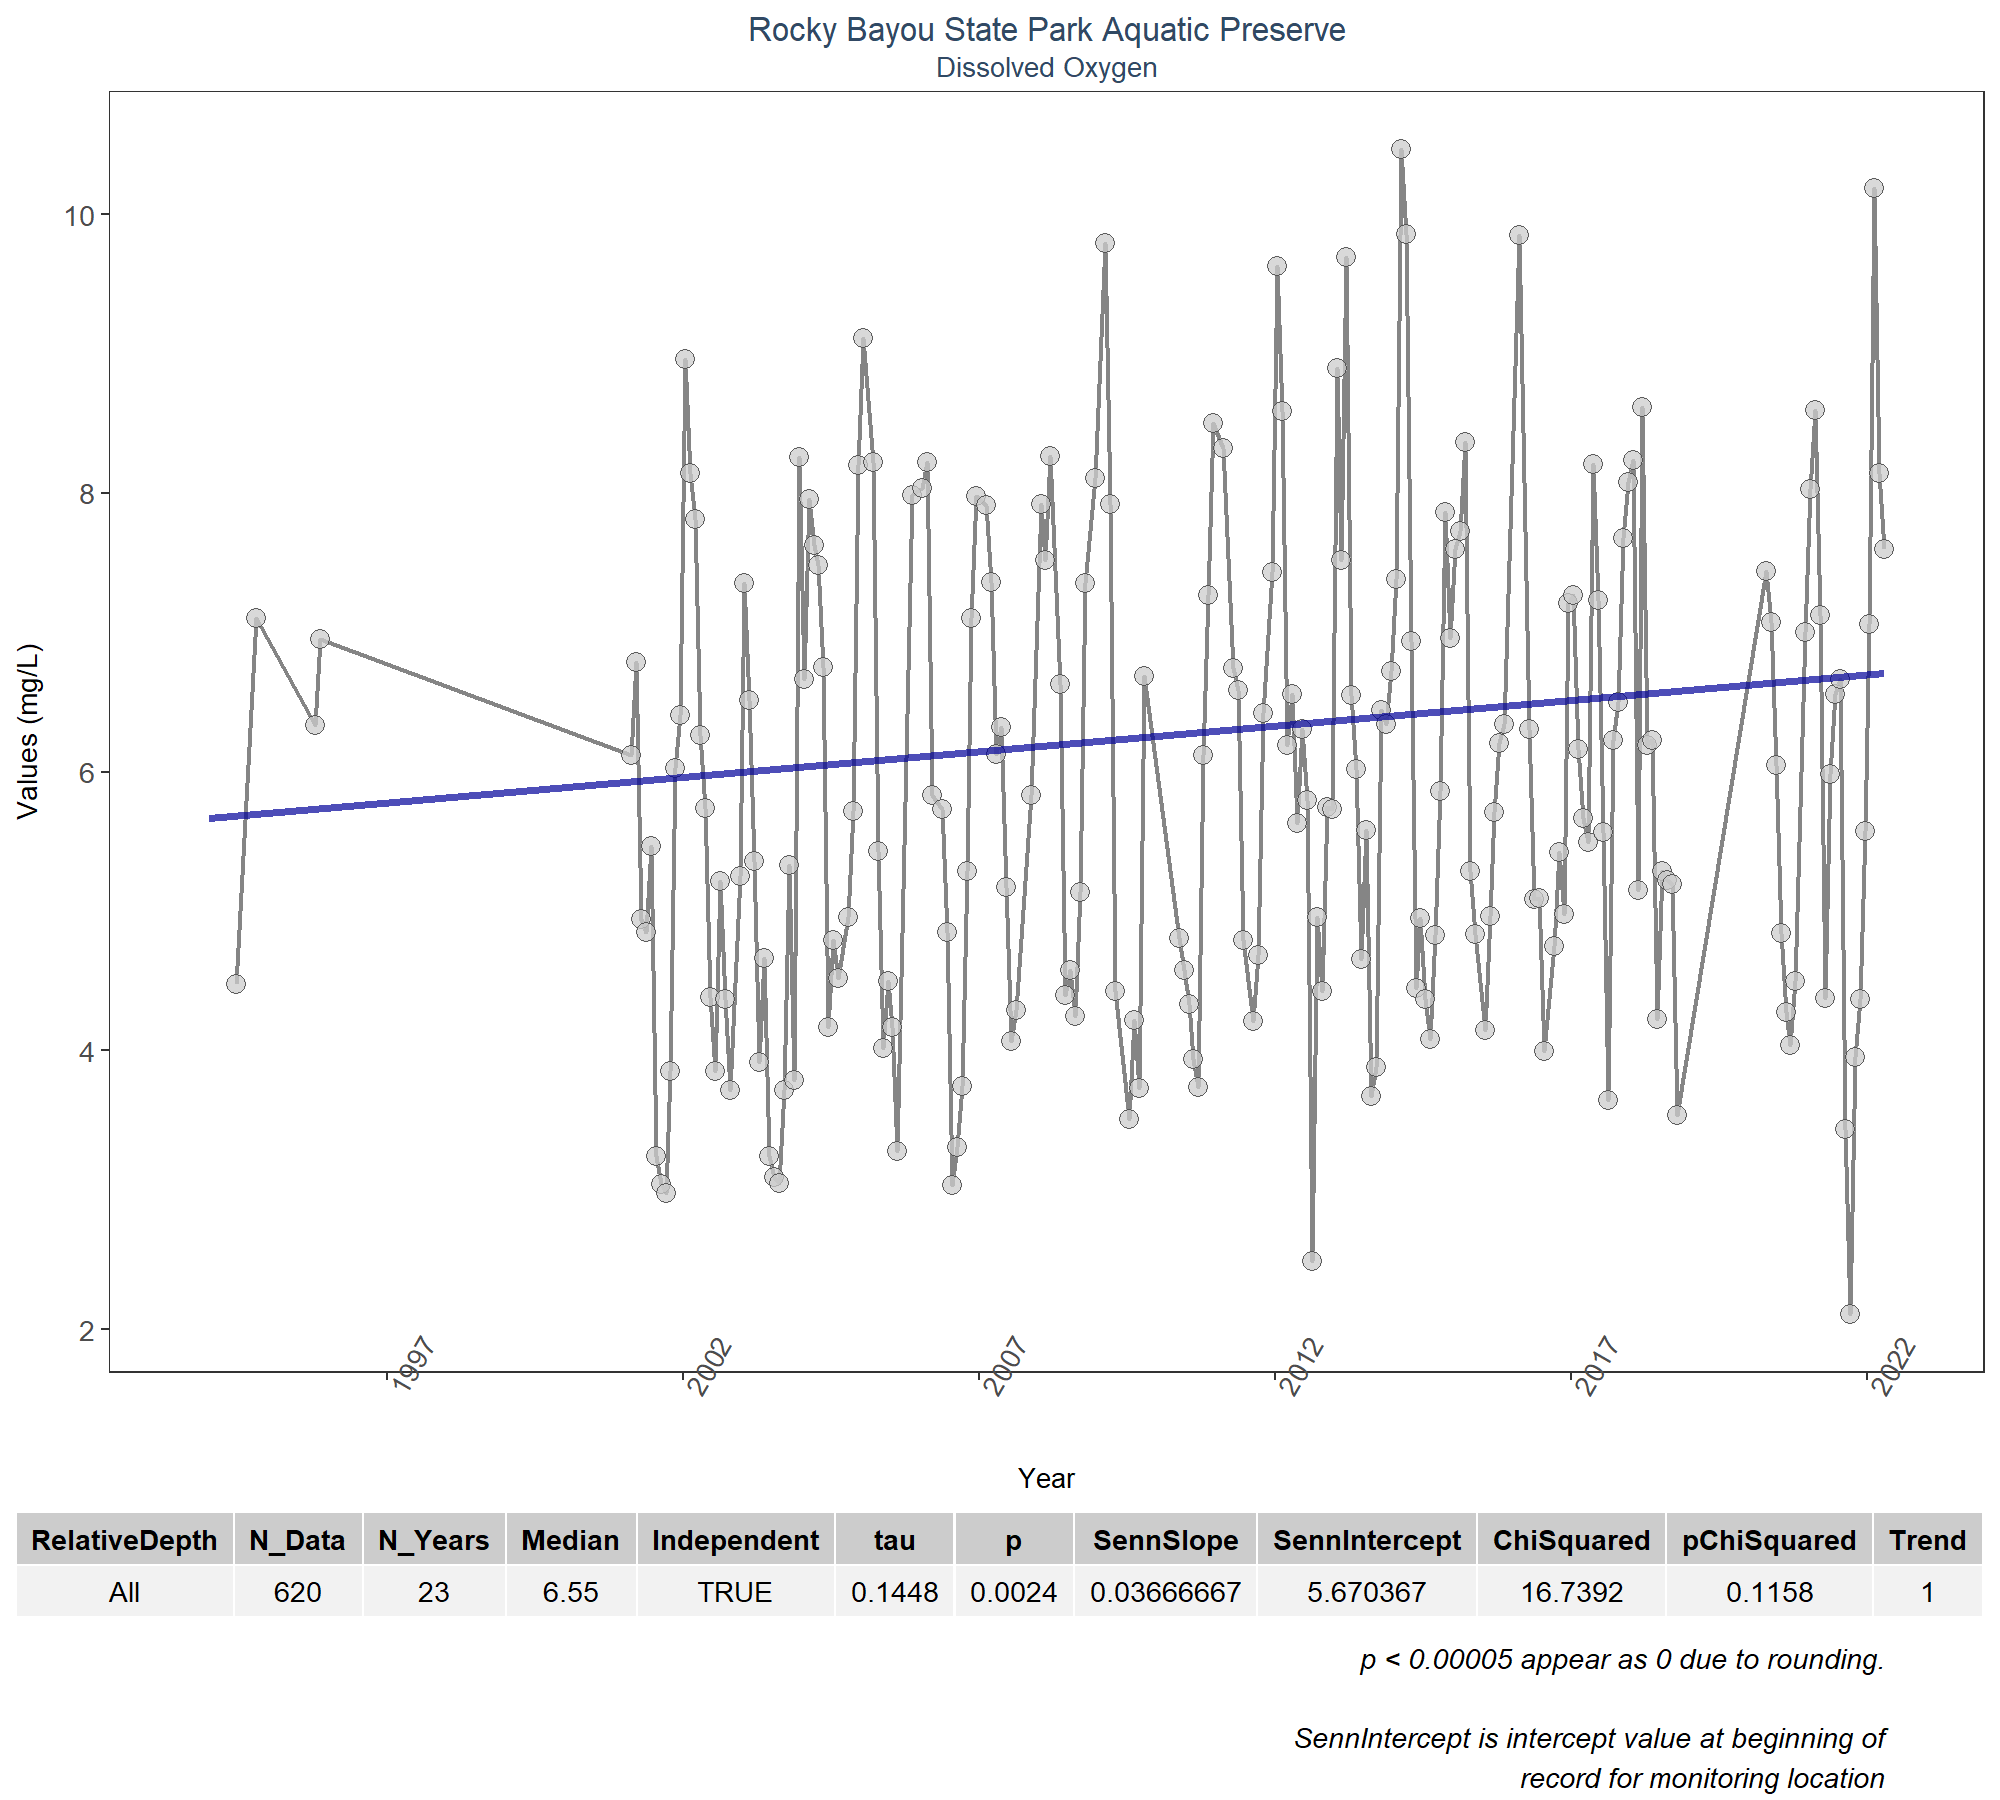 Rocky Bayou State Park Aquatic Preserve
Dissolved Oxygen
Values (mg/L)
10
8
6
4
2
1997 2002 2007 2012 2017 2022
Year
RelativeDepth N_Data N_Years Median Independent tau p SennSlope SennIntercept ChiSquared pChiSquared Trend
All 620 23 6.55 TRUE 0.1448 0.0024 0.03666667 5.670367 16.7392 0.1158 1
p < 0.00005 appear as 0 due to rounding.
SennIntercept is intercept value at beginning of
record for monitoring location